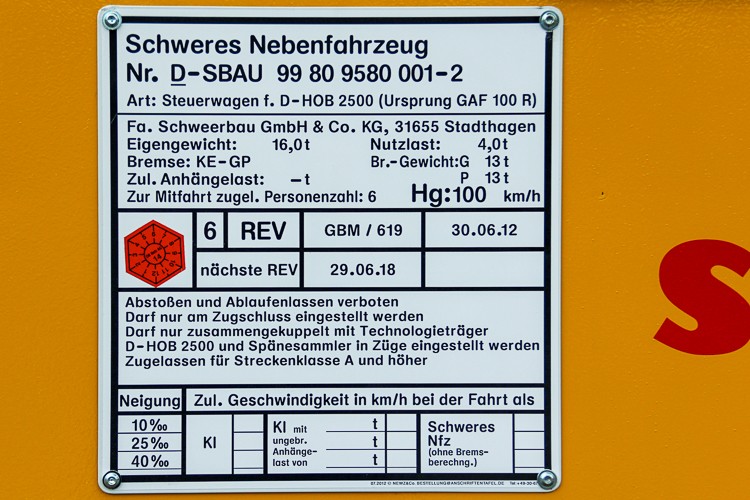 Schweres Nebenfahrzeug
Nr. D-SBAU 99 80 9580 001-2
Art: Steuerwagen f. D-HOB 2500 (Ursprung GAF 100 R)
Fa. Schweerbau GmbH & Co. KG, 31655 Stadthagen
Eigengewicht: 16,0t Nutzlast: 4,0t
Bremse: KE-GP Br.-Gewicht:G 13t
Zul. Anhängelast: -t P 13t
Zur Mitfahrt zugel. Personenzahl: 6 Hg:100 km/h
6 REV GBM / 619 30.06.12
nächste REV 29.06.18
Abstoßen und Ablaufenlassen verboten
Darf nur am Zugschluss eingestellt werden
Darf nur zusammengekuppelt mit Technologieträger
D-HOB 2500 und Spänesammler in Züge eingestellt werden
Zugelassen für Streckenklasse A und höher
Neigung Zul. Geschwindigkeit in km/h bei der Fahrt als
10‰
25‰
40‰
Kl
Kl mit t
ungebr. t
Anhänge-
last von t
Schweres
Nfz
(ohne Brems-
berechng.)
S